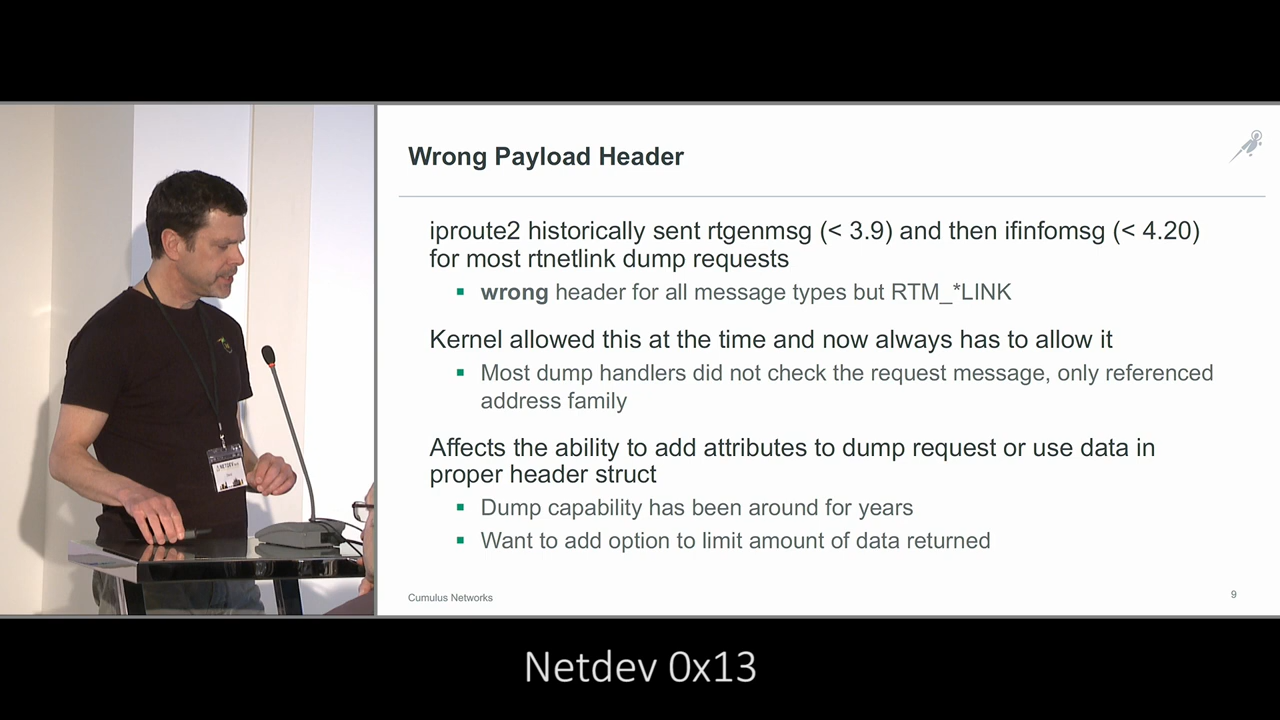 Wrong Payload Header
iproute2 historically sent rtgenmsg (< 3.9) and then ifinfomsg (< 4.20)
for most rtnetlink dump requests
wrong header for all message types but RTM_*LINK
Kernel allowed this at the time and now always has to allow it
Most dump handlers did not check the request message, only referenced
address family
Affects the ability to add attributes to dump request or use data in
proper header struct
Dump capability has been around for years
Want to add option to limit amount of data returned
Cumulus Networks
9
NETDEV
Netdev 0x13